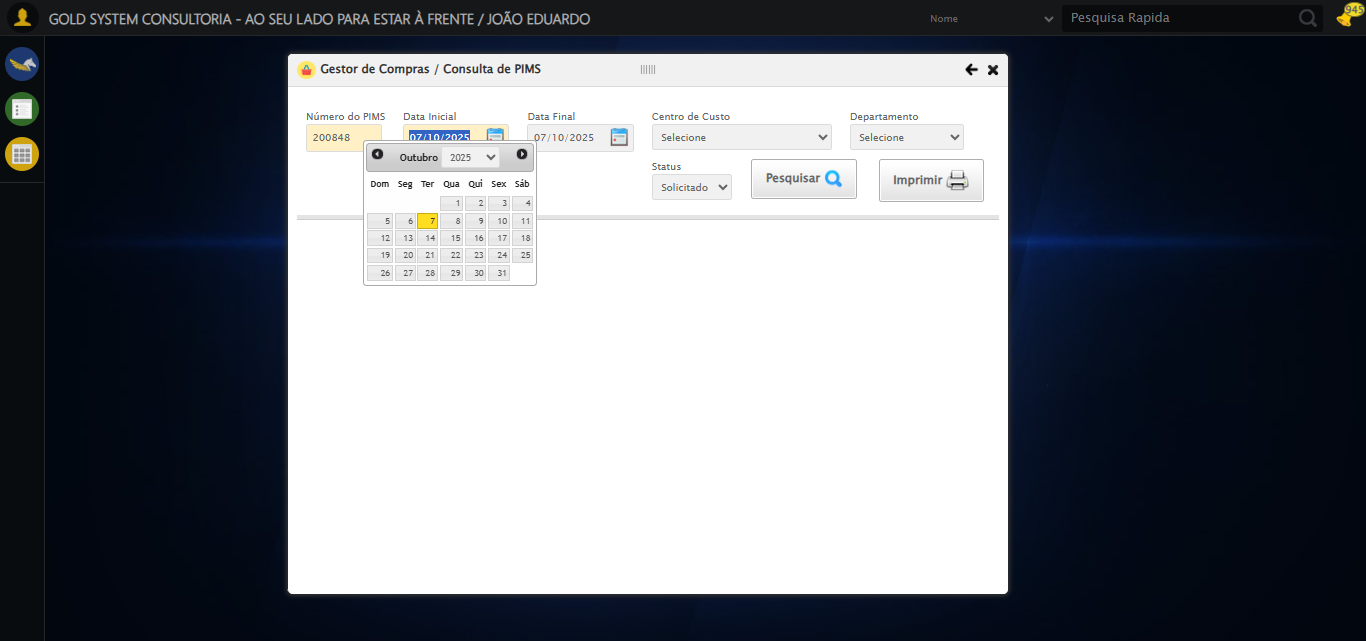 GOLD SYSTEM CONSULTORIA - AO SEU LADO PARA ESTAR À FRENTE / JOÃO EDUARDO
Nome
Pesquisa Rapida
945
Gestor de Compras / Consulta de PIMS
Número do PIMS
Data Inicial
Data Final
Centro de Custo
Departamento
200848
07/10/2025
07/10/2025
Selecione
Selecione
Status
Solicitado
Pesquisar
Imprimir
Outubro 2025
Dom Seg Ter Qua Qui Sex Sáb
1 2 3 4
5 6 7 8 9 10 11
12 13 14 15 16 17 18
19 20 21 22 23 24 25
26 27 28 29 30 31